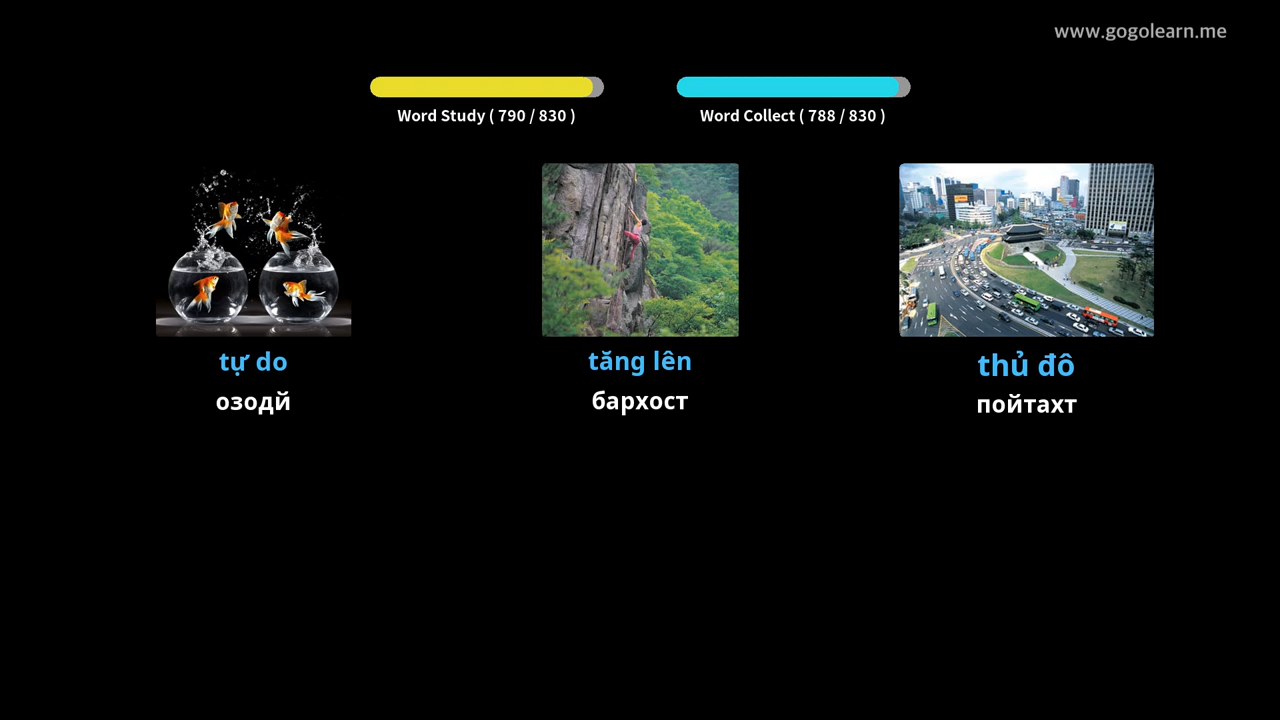 www.gogolearn.me
Word Study ( 790 / 830 )
Word Collect ( 788 / 830 )
tự do
tăng lên
thủ đô
озодй
бархост
пойтахт